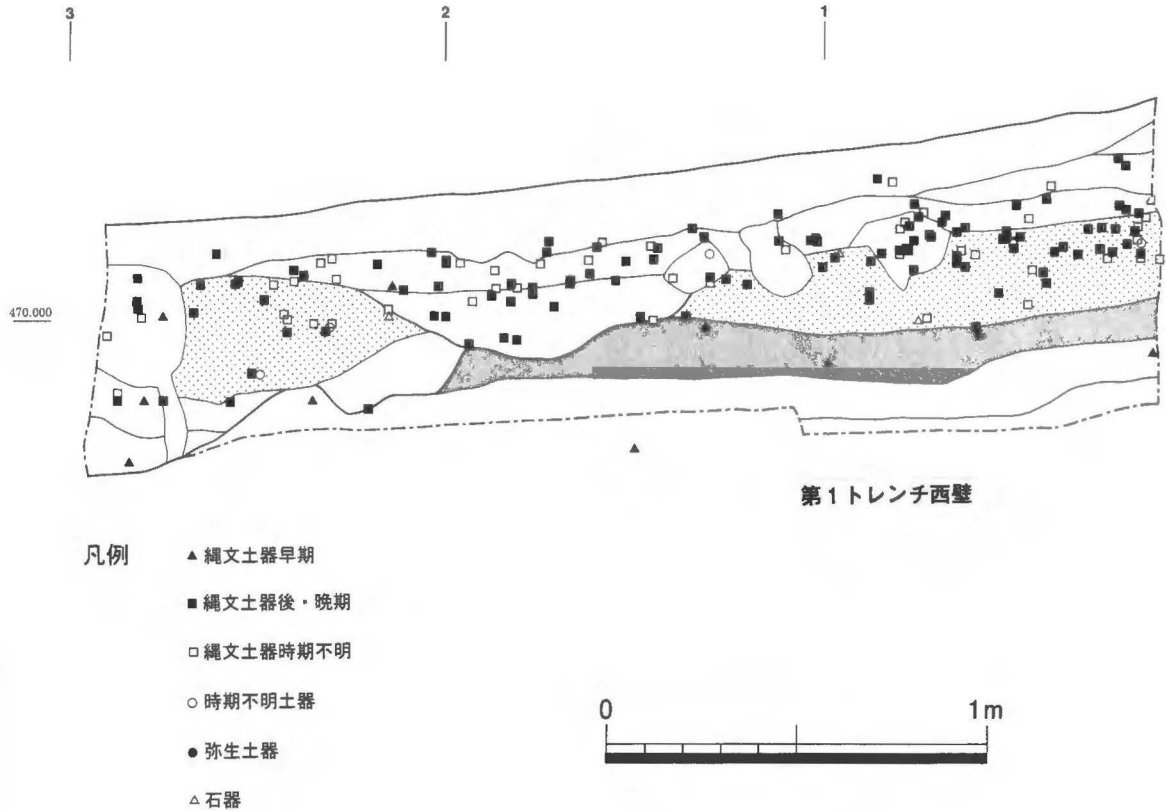 3 2 1
470.000
第1トレンチ西壁
凡例
▲ 縄文土器早期
■ 縄文土器後・晩期
□ 縄文土器時期不明
○ 時期不明土器
● 弥生土器
△ 石器
0 1m